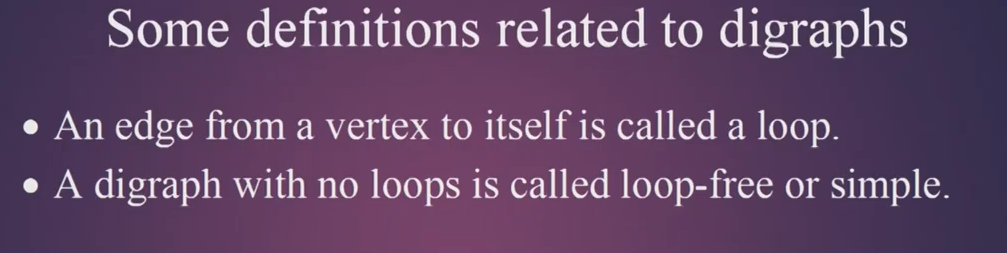 Some definitions related to digraphs
• An edge from a vertex to itself is called a loop.
• A digraph with no loops is called loop-free or simple.